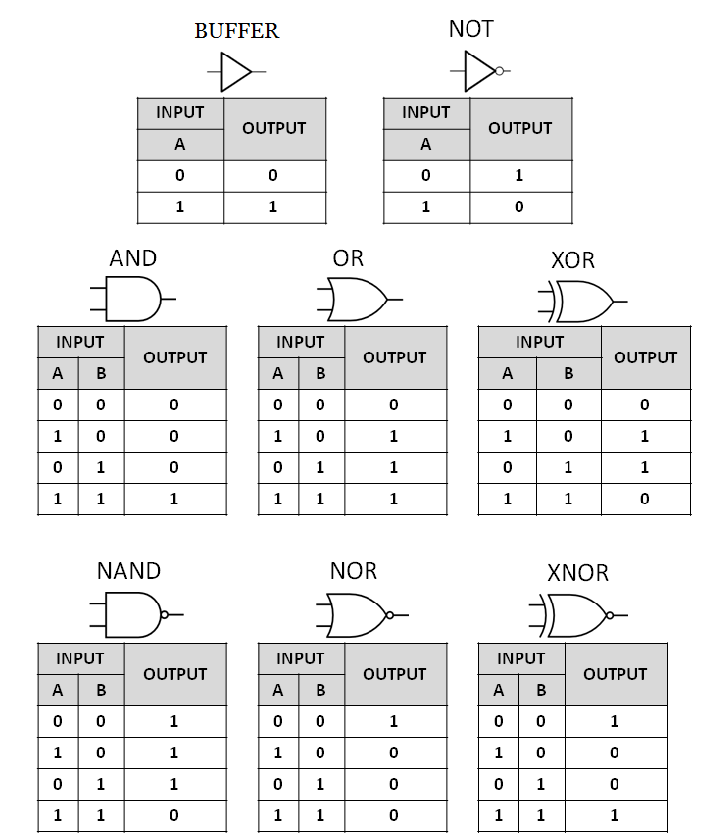 BUFFER NOT
INPUT OUTPUT INPUT OUTPUT
A A
0 0 0 1
1 1 1 0
AND OR XOR
INPUT OUTPUT INPUT OUTPUT INPUT OUTPUT
A B A B A B
0 0 0 0 0 0 0 0 0
1 0 0 1 0 1 1 0 1
0 1 0 0 1 1 0 1 1
1 1 1 1 1 1 1 1 0
NAND NOR XNOR
INPUT OUTPUT INPUT OUTPUT INPUT OUTPUT
A B A B A B
0 0 1 0 0 1 0 0 1
1 0 1 1 0 0 1 0 0
0 1 1 0 1 0 0 1 0
1 1 0 1 1 0 1 1 1